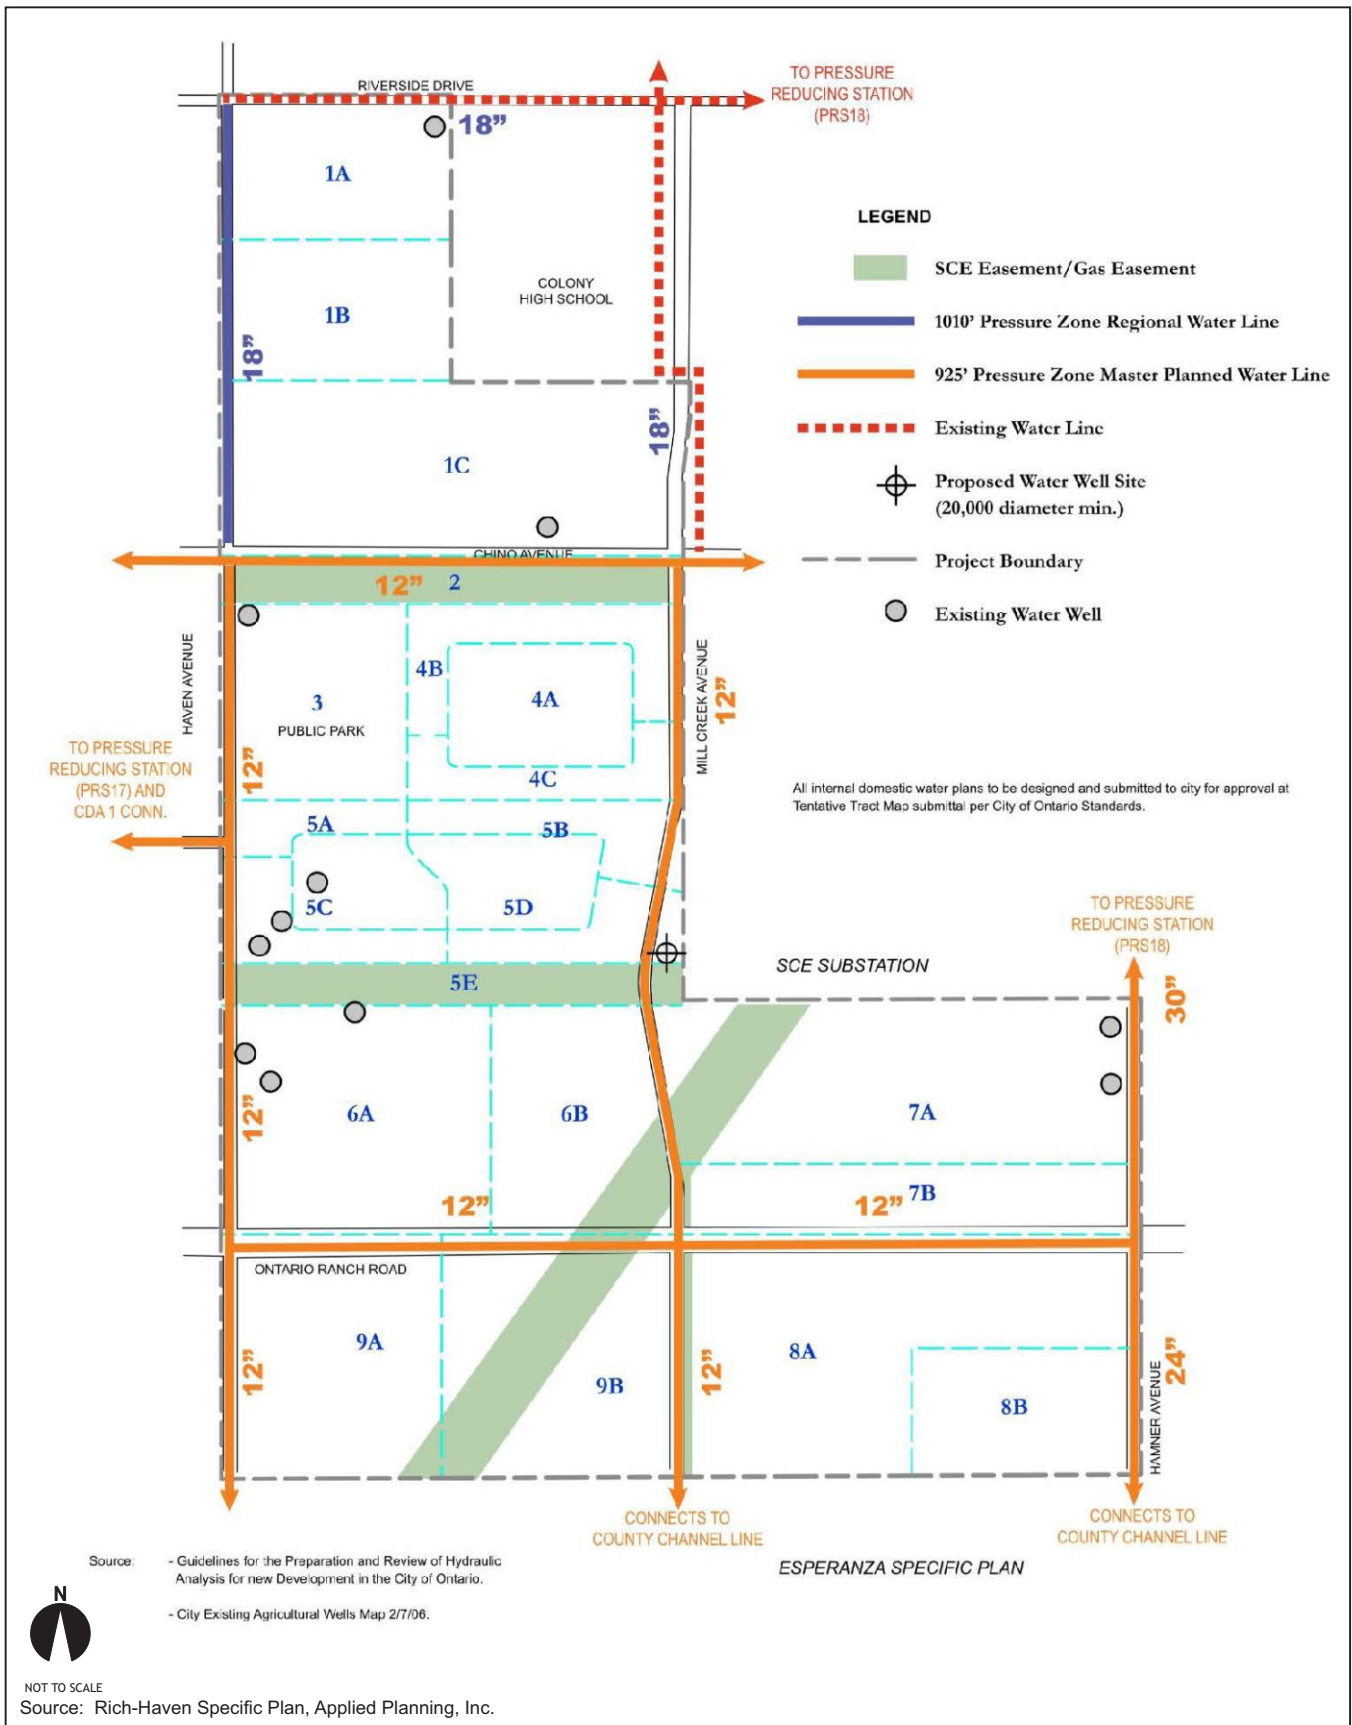 RIVERSIDE DRIVE
TO PRESSURE
REDUCING STATION
(PRS18)
18”
1A
1B
COLONY
HIGH SCHOOL
18”
18”
1C
CHINO AVENUE
LEGEND
SCE Easement/Gas Easement
1010’ Pressure Zone Regional Water Line
925’ Pressure Zone Master Planned Water Line
Existing Water Line
Proposed Water Well Site
(20,000 diameter min.)
Project Boundary
Existing Water Well
12”
2
HAVEN AVENUE
4B
4A
3
PUBLIC PARK
MILL CREEK AVENUE
12”
TO PRESSURE
REDUCING STATION
(PRS17) AND
CDA 1 CONN.
12”
4C
All internal domestic water plans to be designed and submitted to city for approval at
Tentative Tract Map submittal per City of Ontario Standards.
5A
5B
5C
5D
TO PRESSURE
REDUCING STATION
(PRS18)
SCE SUBSTATION
5E
30”
12”
6A
6B
7A
12”
12”
7B
ONTARIO RANCH ROAD
9A
8A
12”
12”
9B
24”
8B
HAMNER AVENUE
CONNECTS TO
COUNTY CHANNEL LINE
CONNECTS TO
COUNTY CHANNEL LINE
Source:
- Guidelines for the Preparation and Review of Hydraulic
Analysis for new Development in the City of Ontario.
- City Existing Agricultural Wells Map 2/7/06.
ESPERANZA SPECIFIC PLAN
N
NOT TO SCALE
Source: Rich-Haven Specific Plan, Applied Planning, Inc.